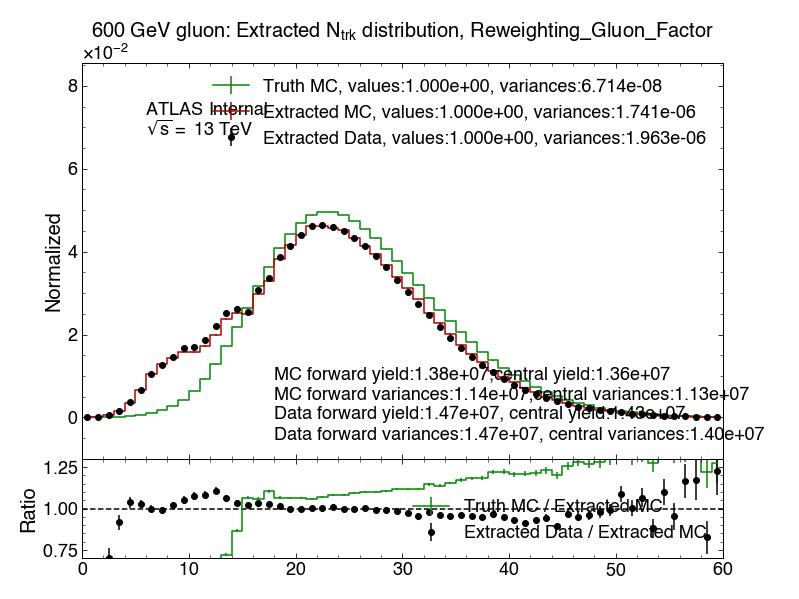 600 GeV gluon: Extracted Ntrk distribution, Reweighting_Gluon_Factor
×10−2
Truth MC, values:1.000e+00, variances:6.714e-08
ATLAS Internal
Extracted MC, values:1.000e+00, variances:1.741e-06
√s = 13 TeV
Extracted Data, values:1.000e+00, variances:1.963e-06
8
6
4
2
0
Normalized
MC forward yield:1.38e+07,central yield:1.36e+07
MC forward variances:1.14e+07, central variances:1.13e+07
Data forward yield:1.47e+07, central yield:1.43e+07
Data forward variances:1.47e+07, central variances:1.40e+07
1.25
1.00
0.75
Ratio
Truth MC / Extracted MC
Extracted Data / Extracted MC
0 10 20 30 40 50 60